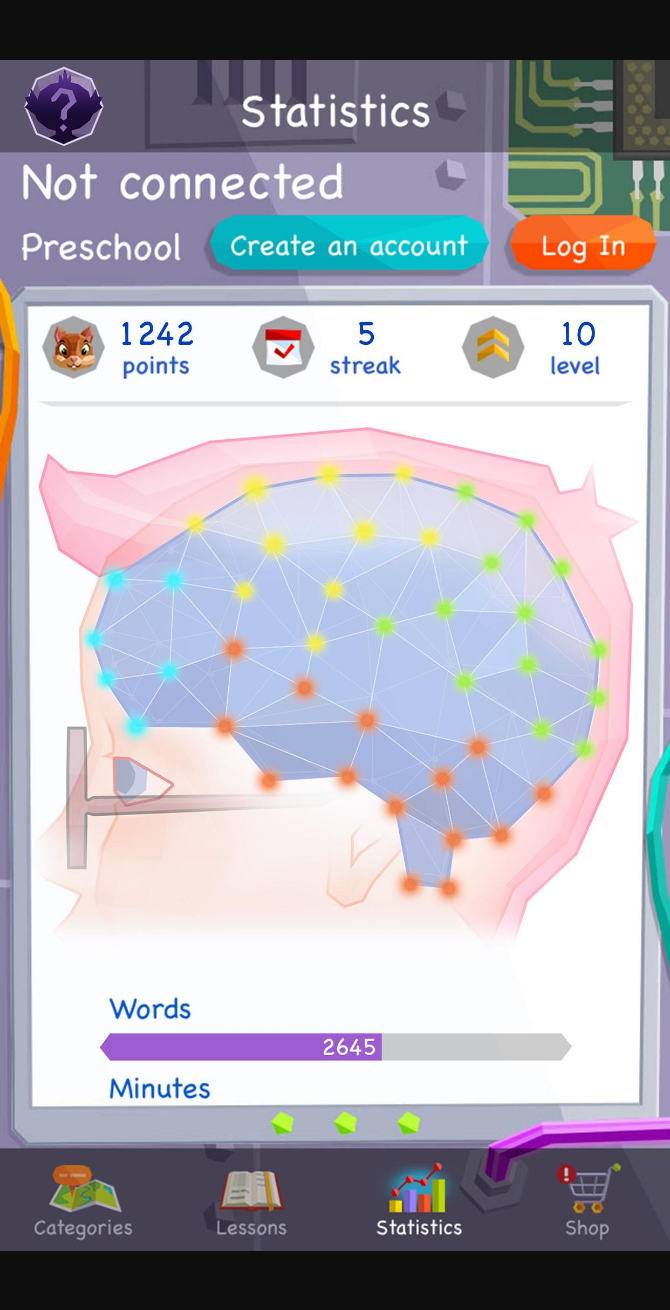 ?
Statistics
Not connected
Preschool
Create an account
Log In
1242
points
5
streak
10
level
Words
2645
Minutes
Categories
Lessons
Statistics
!
Shop